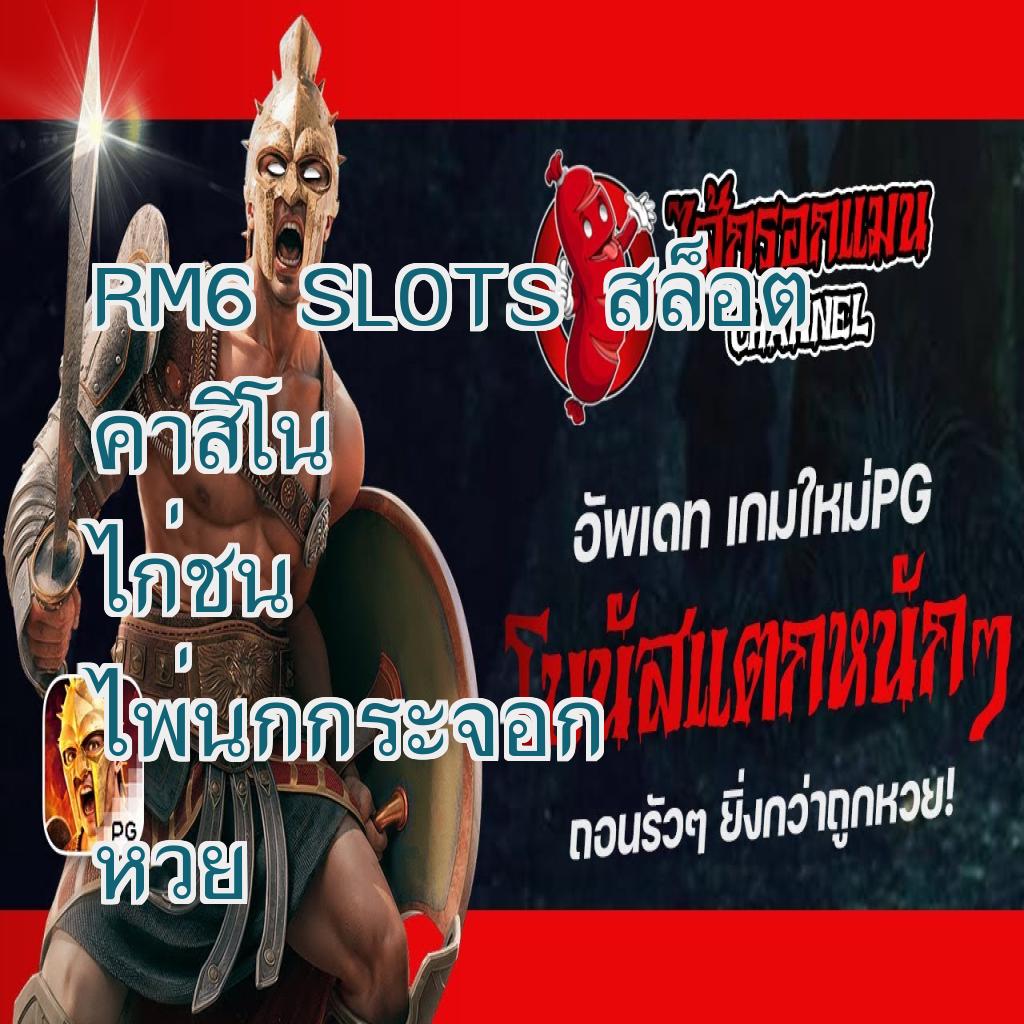 ไส้กรอกแมน
CHANNEL
RM6 SLOTS สล็อต
คาสิโน
ไก่ชน
ไพ่นกกระจอก
หวย
อัพเดท เกมใหม่PG
โบนัสแตกหนักๆ
ถอนรัวๆ ยิ่งกว่าถูกหวย!
PG